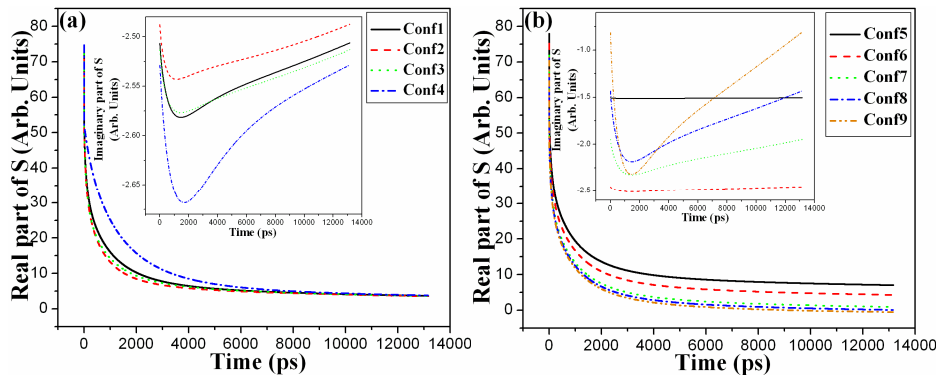 (a)
Real part of S (Arb. Units)
80
70
60
50
40
30
20
10
0
0 2000 4000 6000 8000 10000 12000 14000
Time (ps)
Imaginary part of S
(Arb. Units)
-2.50
-2.55
-2.60
-2.65
0 2000 4000 6000 8000 10000 12000 14000
Time (ps)
Conf1
Conf2
Conf3
Conf4
(b)
Real part of S (Arb. Units)
80
70
60
50
40
30
20
10
0
0 2000 4000 6000 8000 10000 12000 14000
Time (ps)
Imaginary part of S
(Arb. Units)
-1.0
-1.5
-2.0
-2.5
0 2000 4000 6000 8000 10000 12000 14000
Time (ps)
Conf5
Conf6
Conf7
Conf8
Conf9